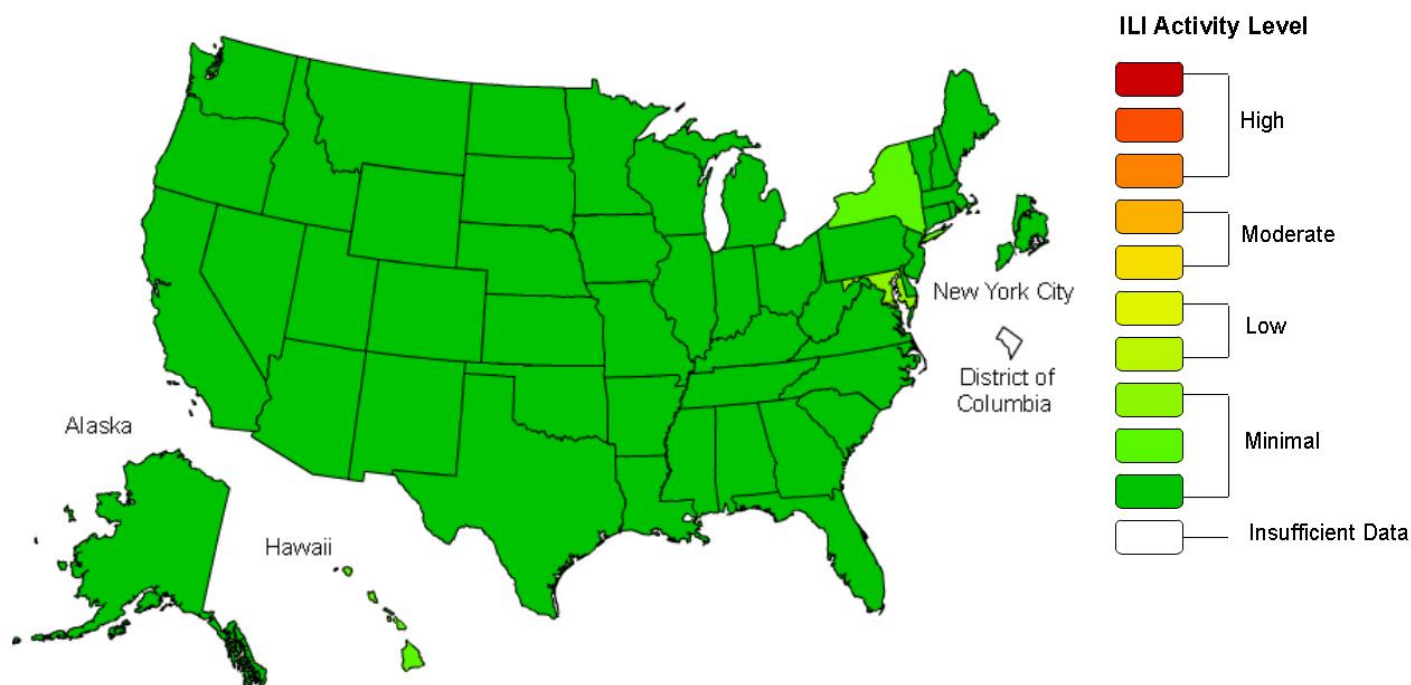 ILI Activity Level
High
Moderate
Low
Minimal
Insufficient Data
New York City
District of
Columbia
Alaska
Hawaii